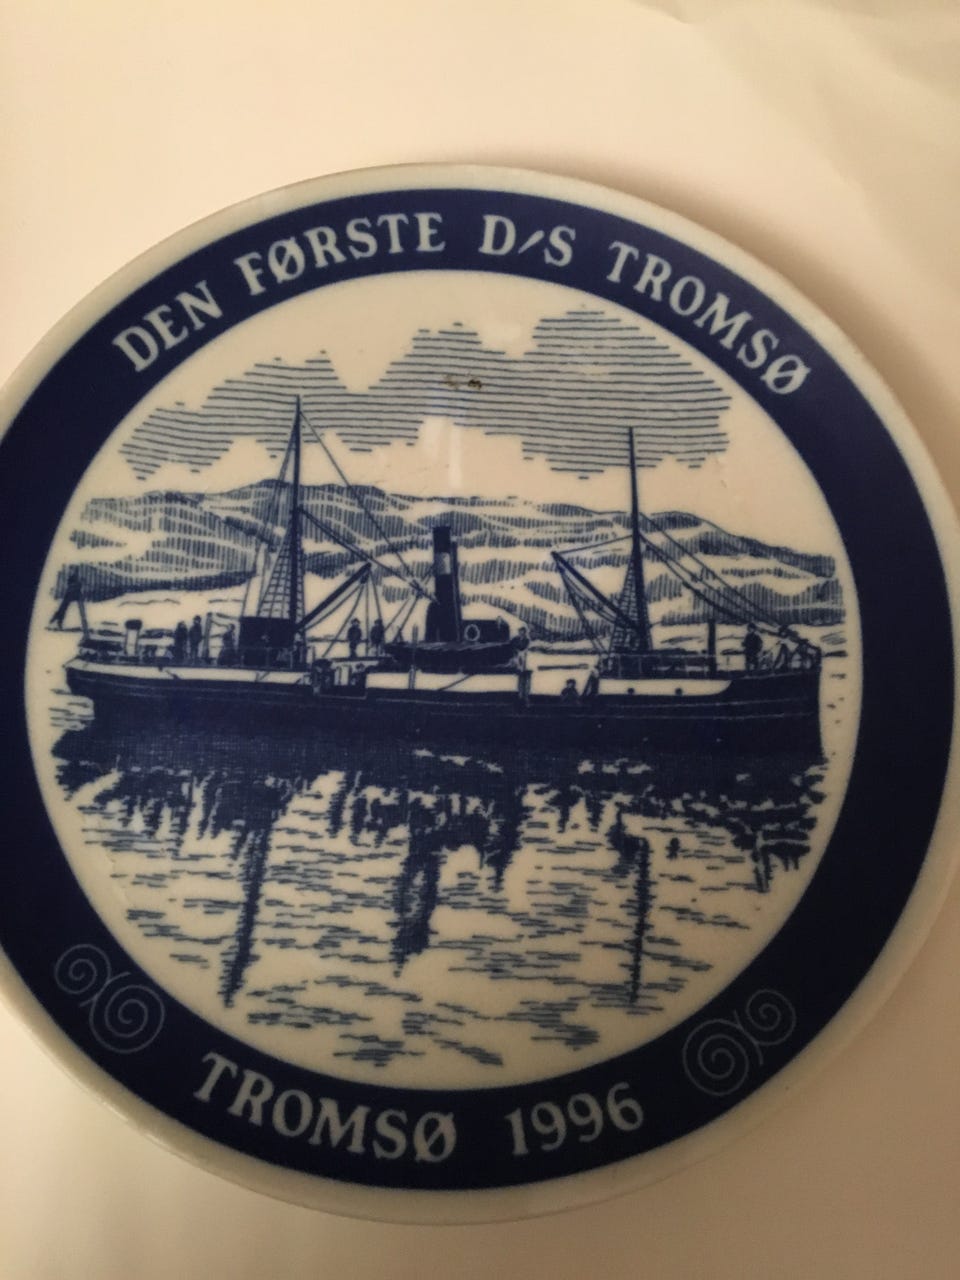 DEN FØRSTE D/S TROMSØ
TROMSØ 1996